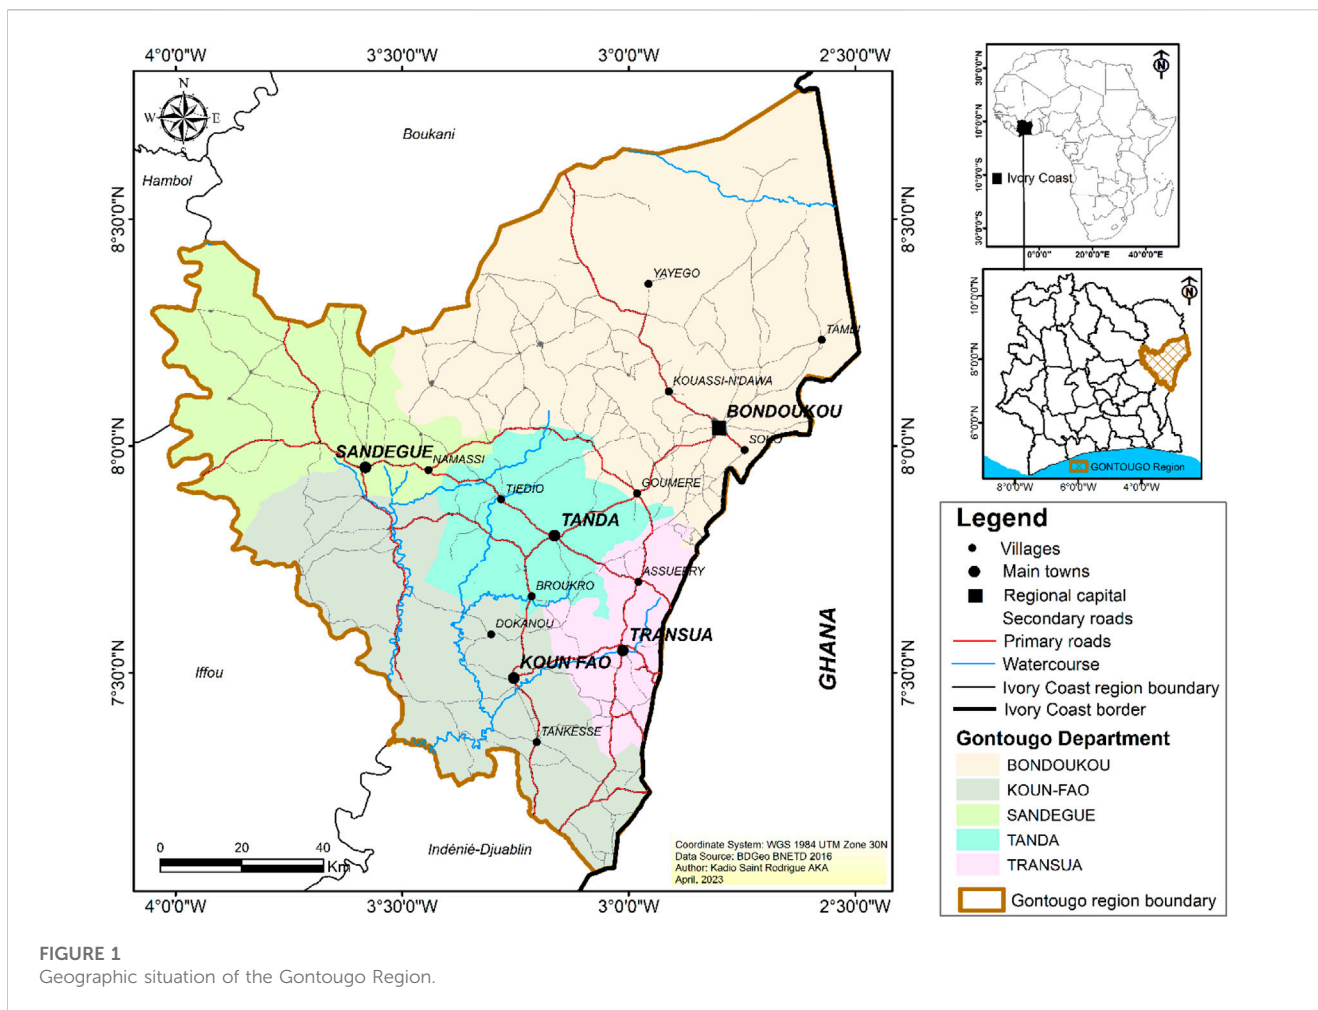 4°0'0"W 3°30'0"W 3°0'0"W 2°30'0"W
N
W E
S
Boukani
Hambol
8°30'0"N 8°30'0"N
YAYEGO
TAMBI
KOUASSI-N'DAWA
BONDOUKOU
SOKO
8°0'0"N 8°0'0"N
SANDEGUE
NAMASSI
TIEDIO
GOUMERE
TANDA
ASSUEFRY
BROUKRO
DOKANOU
TRANSUA
KOUN FAO
GHANA
7°30'0"N 7°30'0"N
Iffou
TANKESSE
Indénié-Djuablin
0 20 40
Km
Coordinate System: WGS 1984 UTM Zone 30N
Data Source: BDGeo BNETD 2016
Author: Kadio Saint Rodrigue AKA
April, 2023
4°0'0"W 3°30'0"W 3°0'0"W 2°30'0"W
N
30°0'0"N
10°0'0"N
10°0'0"S
30°0'0"S
Ivory Coast
0°0'0" 20°0'0"E 40°0'0"E
N
10°0'0"N
8°0'0"N
6°0'0"N
GONTOUGO Region
8°0'0"W 6°0'0"W 4°0'0"W
Legend
Villages
Main towns
Regional capital
Secondary roads
Primary roads
Watercourse
Ivory Coast region boundary
Ivory Coast border
Gontougo Department
BONDOUKOU
KOUN-FAO
SANDEGUE
TANDA
TRANSUA
Gontougo region boundary
FIGURE 1
Geographic situation of the Gontougo Region.